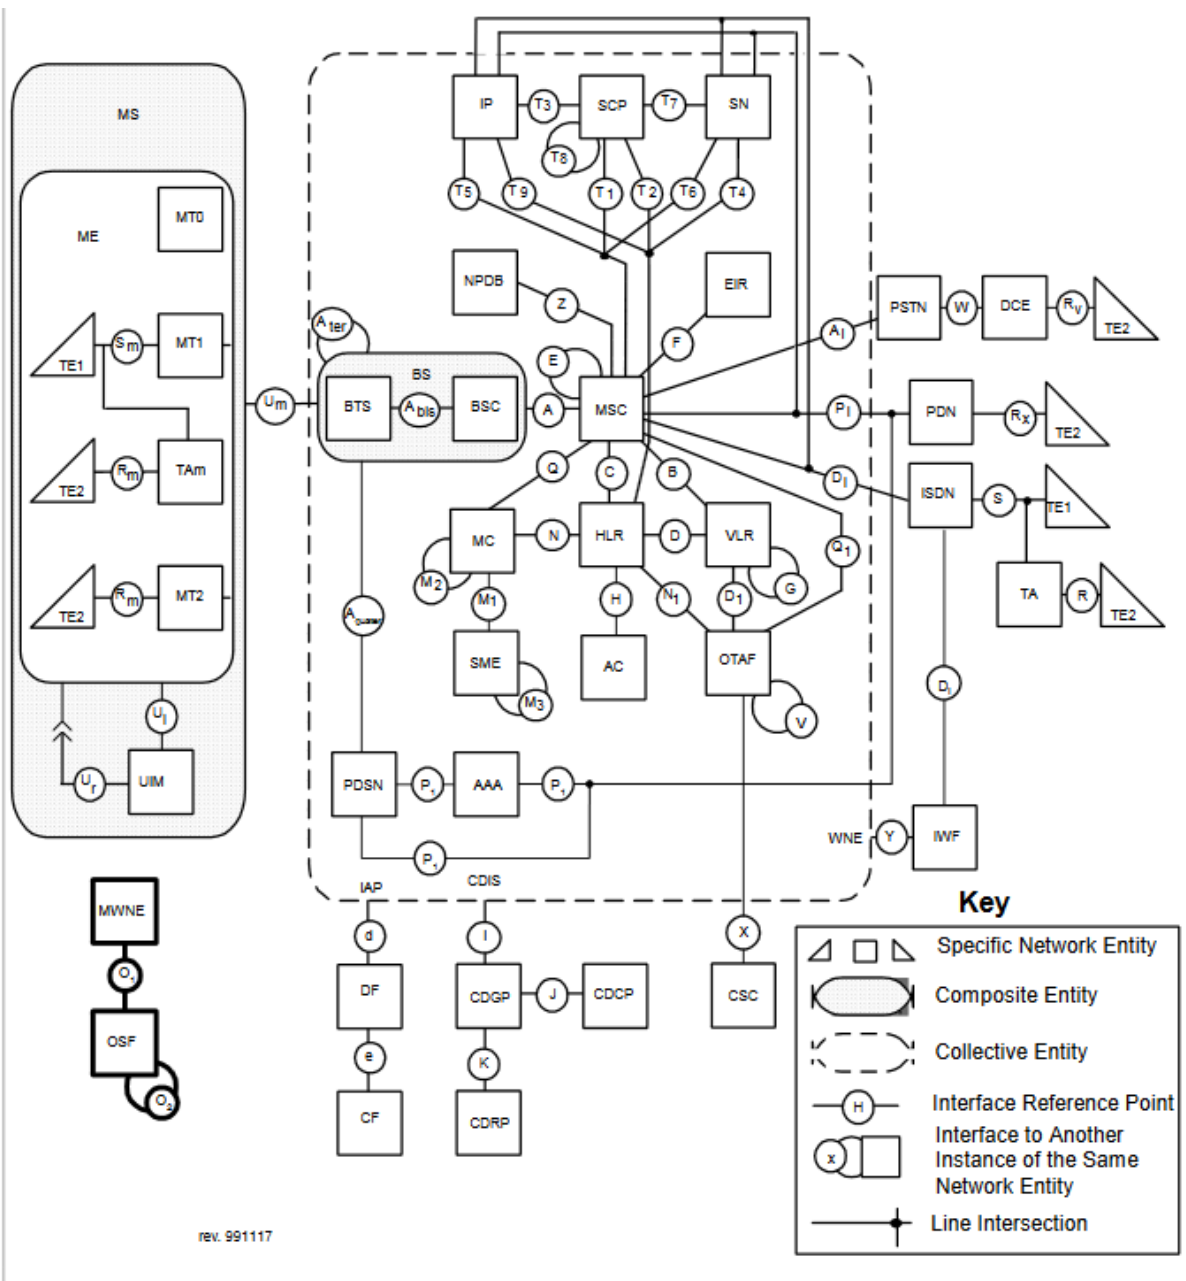 IP
T3
SCP
T7
SN
MS
T8
T5
T9
T1
T2
T6
T4
MT0
ME
NPDB
EIR
Z
PSTN
W
DCE
Rv
TE2
A ter
AI
Sm
MT1
TE1
E
F
BS
Um
BTS
A bis
BSC
A
MSC
PI
PDN
Rx
TE2
Q
C
B
DI
ISDN
S
TE1
Rm
TAm
TE2
MC
N
HLR
D
VLR
Q1
M2
G
Rm
MT2
TE2
M1
H
N1
D1
TA
R
TE2
SME
AC
OTAF
M3
V
DI
UI
Ur
UIM
PDSN
P1
AAA
P1
WNE
Y
IWF
P1
IAP
CDIS
MWNE
d
I
X
O1
DF
CDGP
J
CDCP
CSC
OSF
e
K
O2
CF
CDRP
Key
Specific Network Entity
Composite Entity
Collective Entity
H
Interface Reference Point
x
Interface to Another
Instance of the Same
Network Entity
Line Intersection
rev. 991117